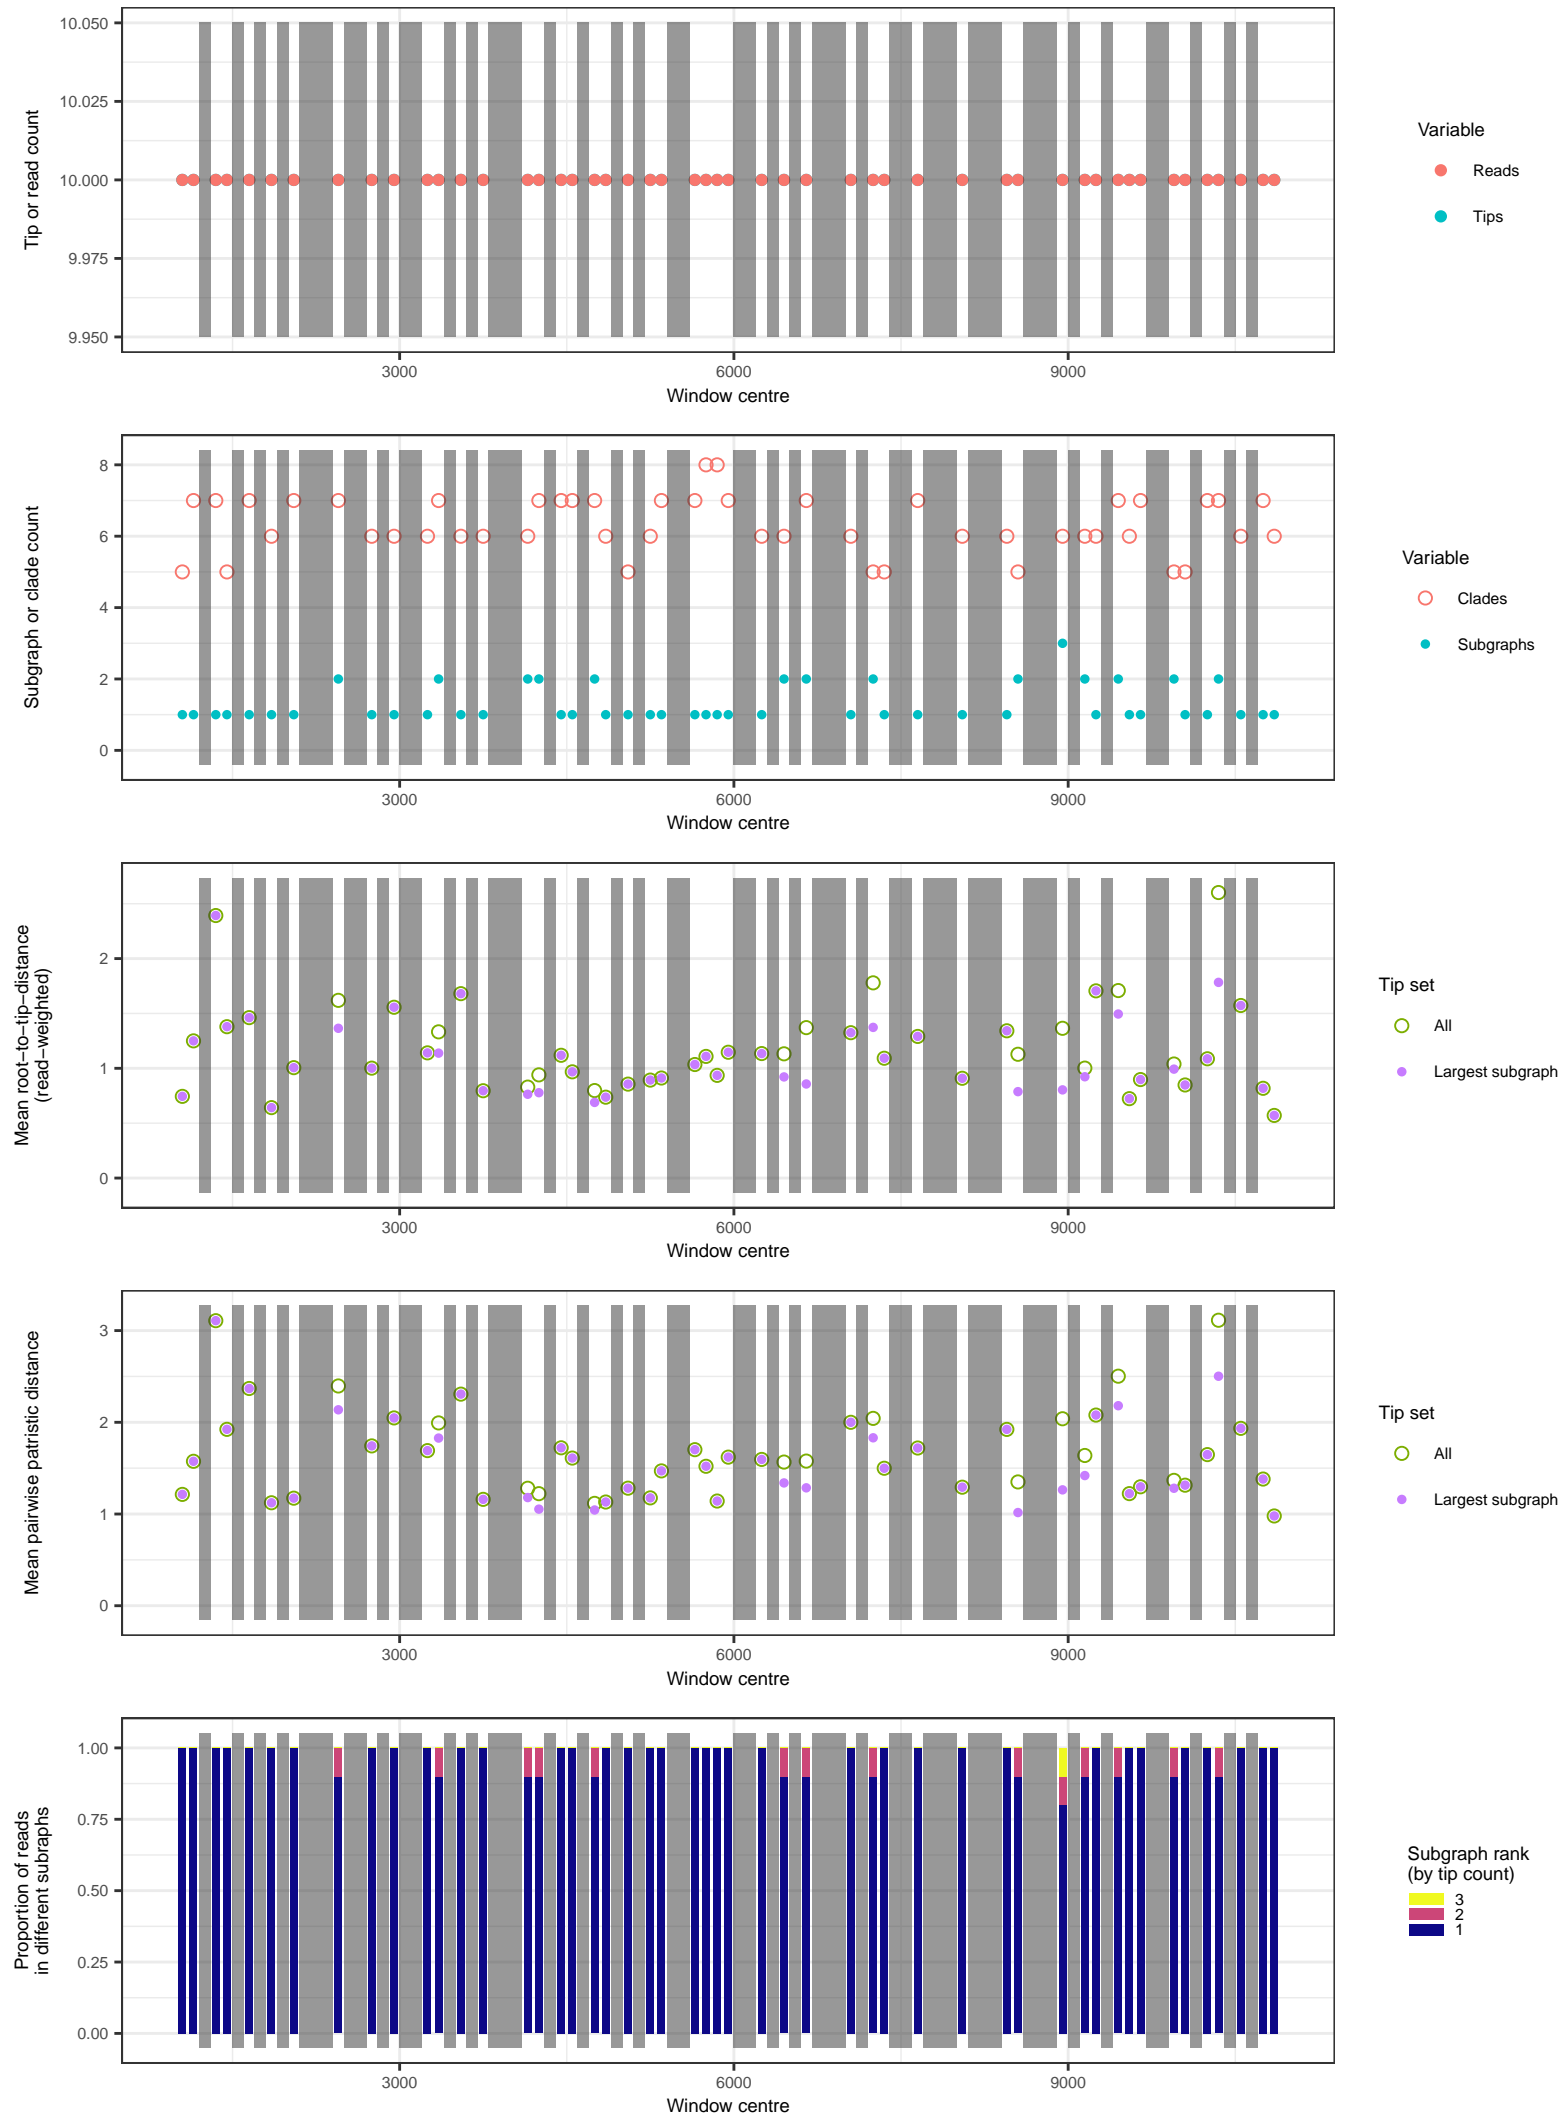 10.050
10.025
10.000
9.975
9.950
Tip or read count
3000
6000
9000
Window centre
Variable
Reads
Tips
8
6
4
2
0
Subgraph or clade count
3000
6000
9000
Window centre
Variable
Clades
Subgraphs
2
1
0
Mean root−to−tip−distance
(read−weighted)
3000
6000
9000
Window centre
Tip set
All
Largest subgraph
3
2
1
0
Mean pairwise patristic distance
3000
6000
9000
Window centre
Tip set
All
Largest subgraph
1.00
0.75
0.50
0.25
0.00
Proportion of reads
in different subraphs
3000
6000
9000
Window centre
Subgraph rank
(by tip count)
3
2
1